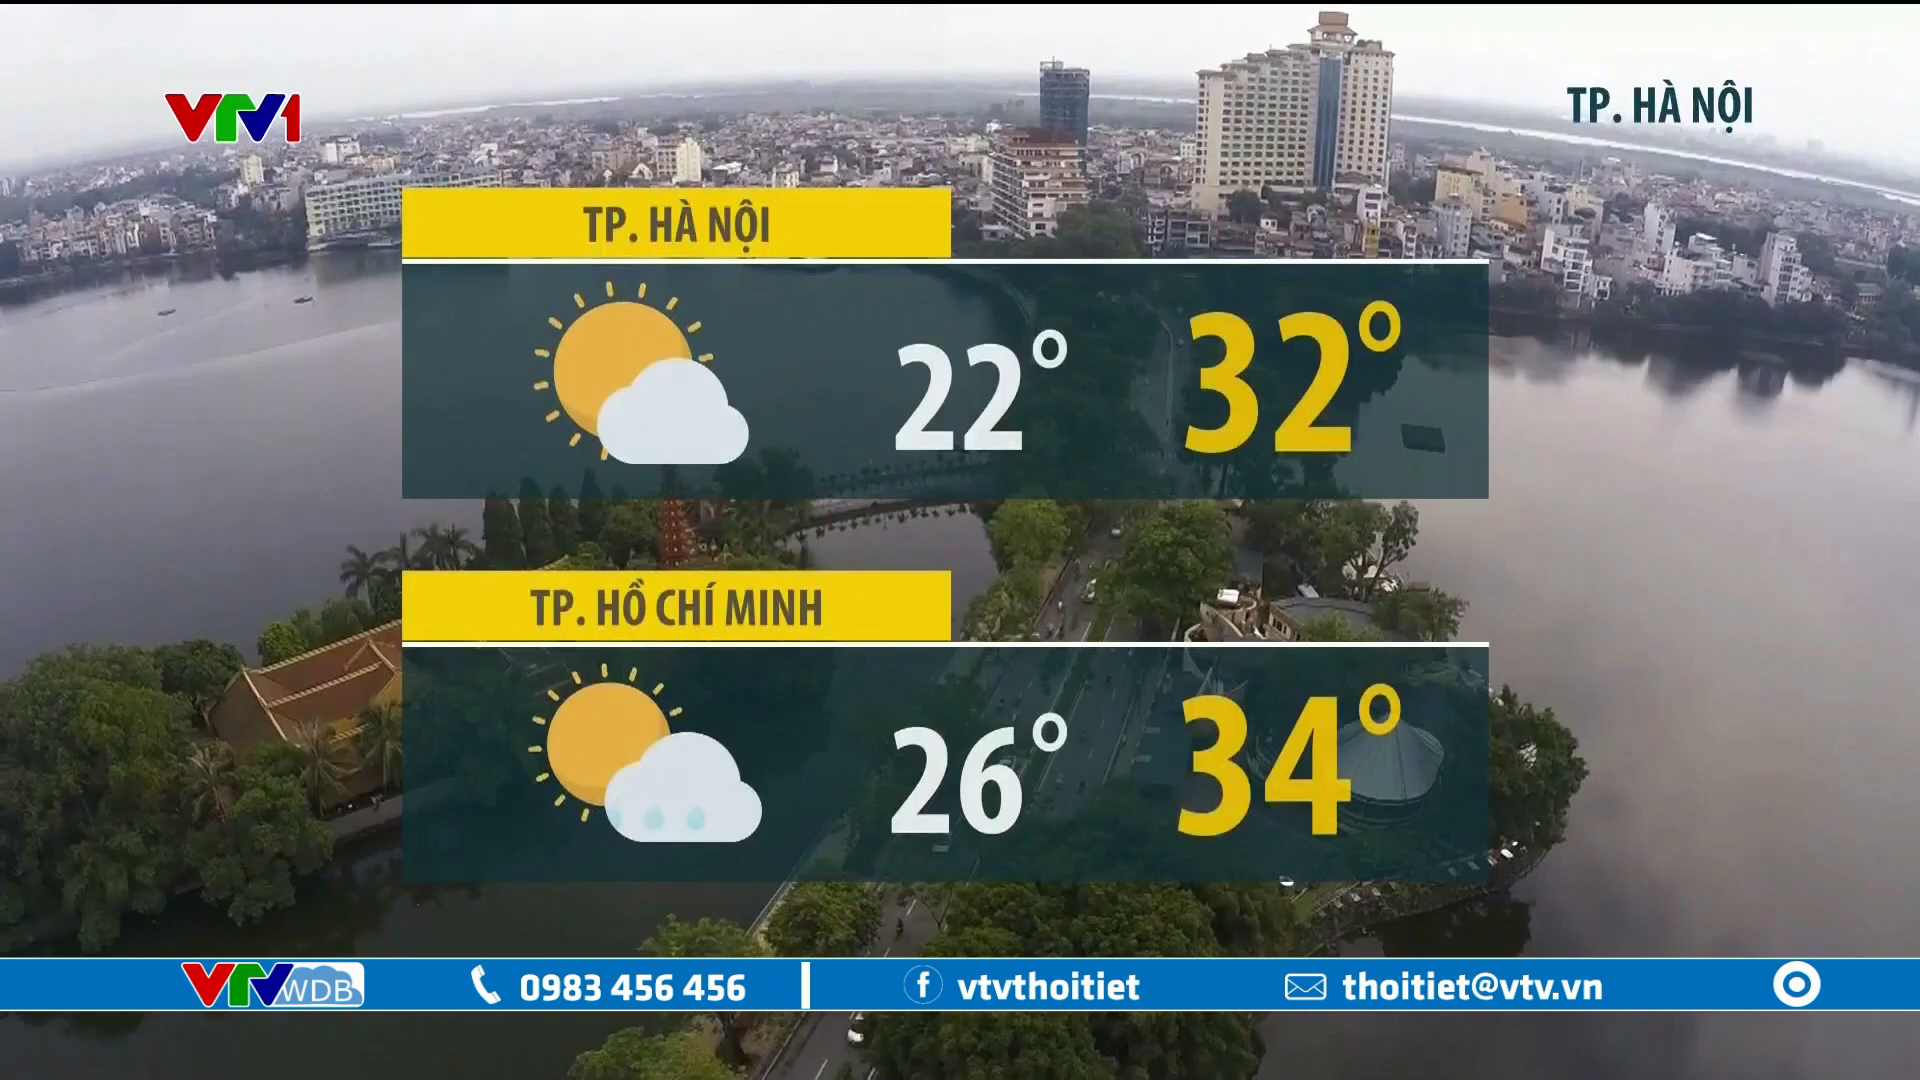 VTV1
TP. HÀ NỘI
TP. HÀ NỘI
22° 32°
TP. HỒ CHÍ MINH
26° 34°
VTV WDB 0983 456 456 vtvthoitiet thoitiet@vtv.vn